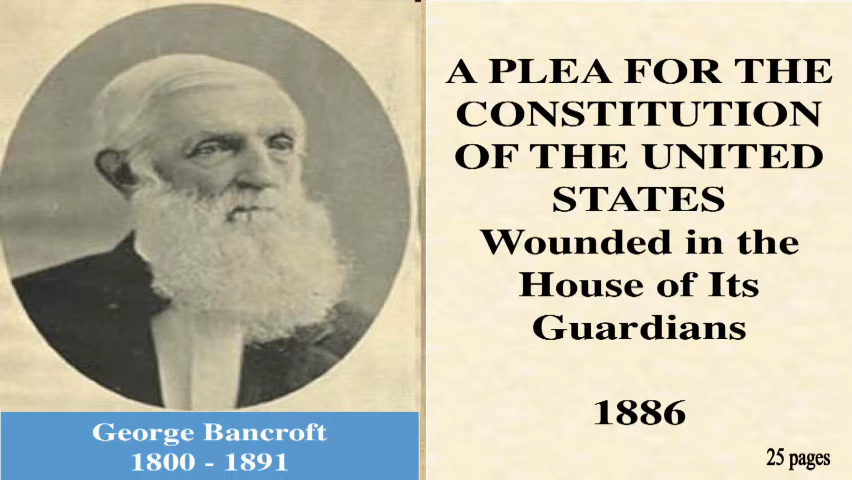 A PLEA FOR THE
CONSTITUTION
OF THE UNITED
STATES
Wounded in the
House of Its
Guardians
1886
25 pages
George Bancroft
1800 - 1891